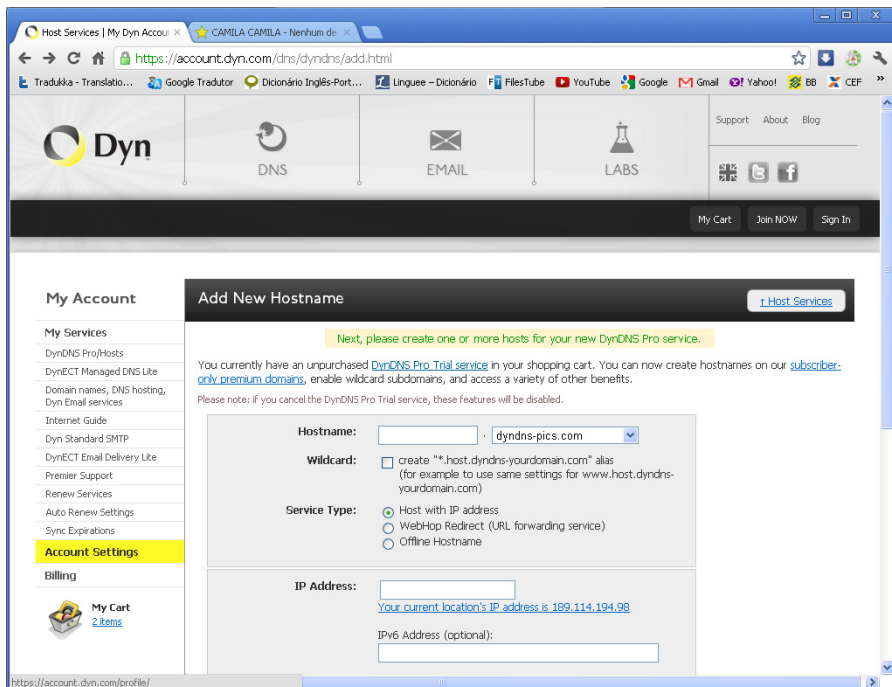 Host Services | My Dyn Accour
CAMILA CAMILA - Nenhum de
https://account.dyn.com/dns/dyndns/add.html
Tradukka - Translatio...
Google Tradutor
Dicionário Inglês-Port...
Linguee – Dicionário
FilesTube
YouTube
Google
Gmail
Yahoo!
BB
CEF
»
Dyn
DNS
EMAIL
LABS
Support About Blog
My Cart
Join NOW
Sign In
My Account
My Services
DynDNS Pro/Hosts
DynECT Managed DNS Lite
Domain names, DNS hosting,
Dyn Email services
Internet Guide
Dyn Standard SMTP
DynECT Email Delivery Lite
Premier Support
Renew Services
Auto Renew Settings
Sync Expirations
Account Settings
Billing
My Cart
2 items
Add New Hostname
↑ Host Services
Next, please create one or more hosts for your new DynDNS Pro service.
You currently have an unpurchased DynDNS Pro Trial service in your shopping cart. You can now create hostnames on our subscriber-
only premium domains, enable wildcard subdomains, and access a variety of other benefits.
Please note: if you cancel the DynDNS Pro Trial service, these features will be disabled.
Hostname:
. dyndns-pics.com
Wildcard:
create "*.host.dyndns-yourdomain.com" alias
(for example to use same settings for www.host.dyndns-
yourdomain.com)
Service Type:
Host with IP address
WebHop Redirect (URL forwarding service)
Offline Hostname
IP Address:
Your current location's IP address is 189.114.194.98
IPv6 Address (optional):
https://account.dyn.com/profile/